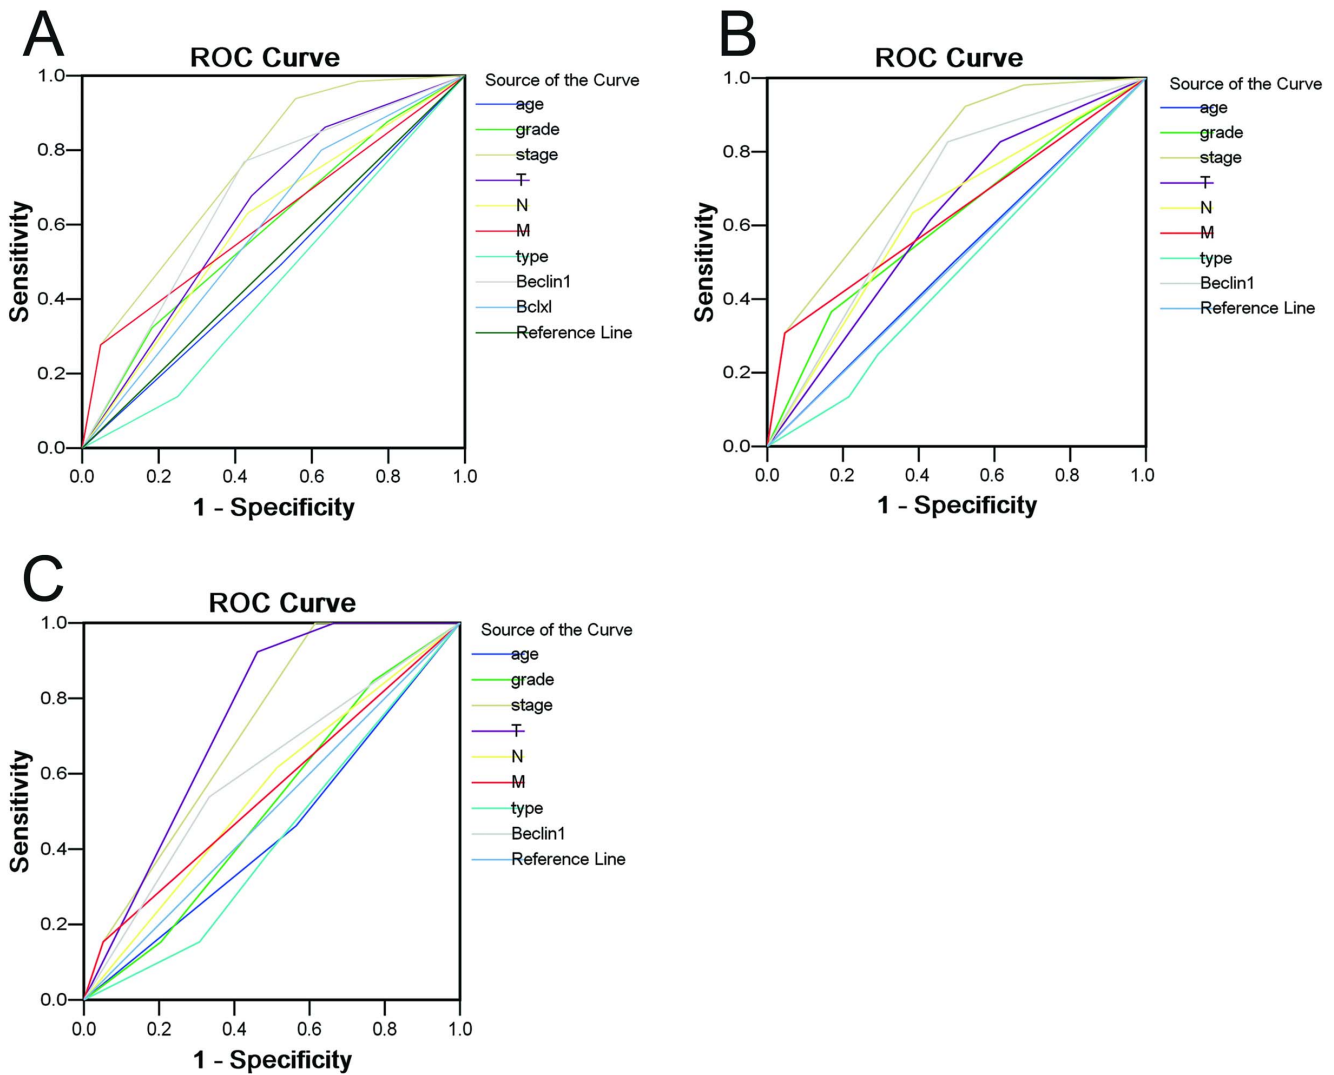 A
ROC Curve
1.0
0.8
0.6
0.4
0.2
0.0
Sensitivity
0.0 0.2 0.4 0.6 0.8 1.0
1 - Specificity
Source of the Curve
age
grade
stage
T
N
M
type
Beclin1
Bclxl
Reference Line
B
ROC Curve
1.0
0.8
0.6
0.4
0.2
0.0
Sensitivity
0.0 0.2 0.4 0.6 0.8 1.0
1 - Specificity
Source of the Curve
age
grade
stage
T
N
M
type
Beclin1
Reference Line
C
ROC Curve
1.0
0.8
0.6
0.4
0.2
0.0
Sensitivity
0.0 0.2 0.4 0.6 0.8 1.0
1 - Specificity
Source of the Curve
age
grade
stage
T
N
M
type
Beclin1
Reference Line